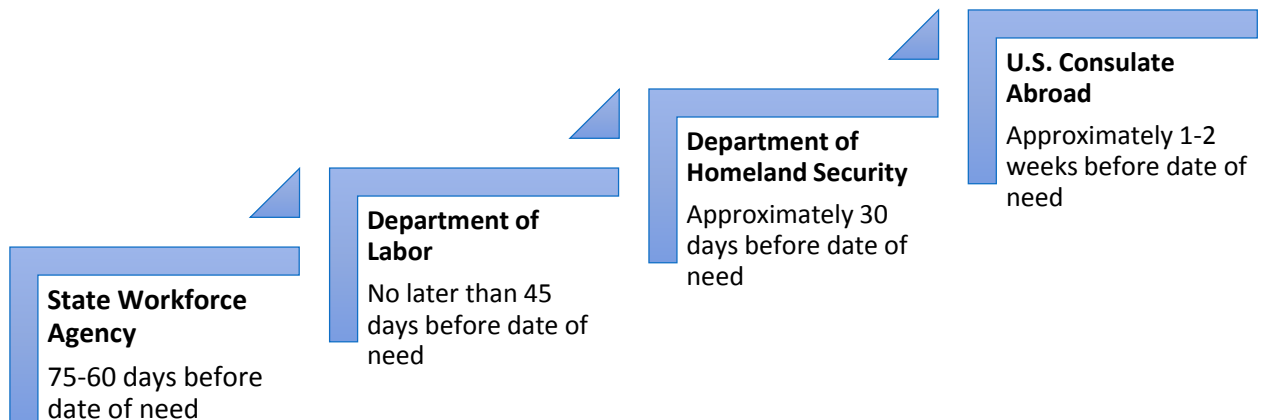 State Workforce
Agency
75-60 days before
date of need
Department of
Labor
No later than 45
days before date of
need
Department of
Homeland Security
Approximately 30
days before date of
need
U.S. Consulate
Abroad
Approximately 1-2
weeks before date of
need